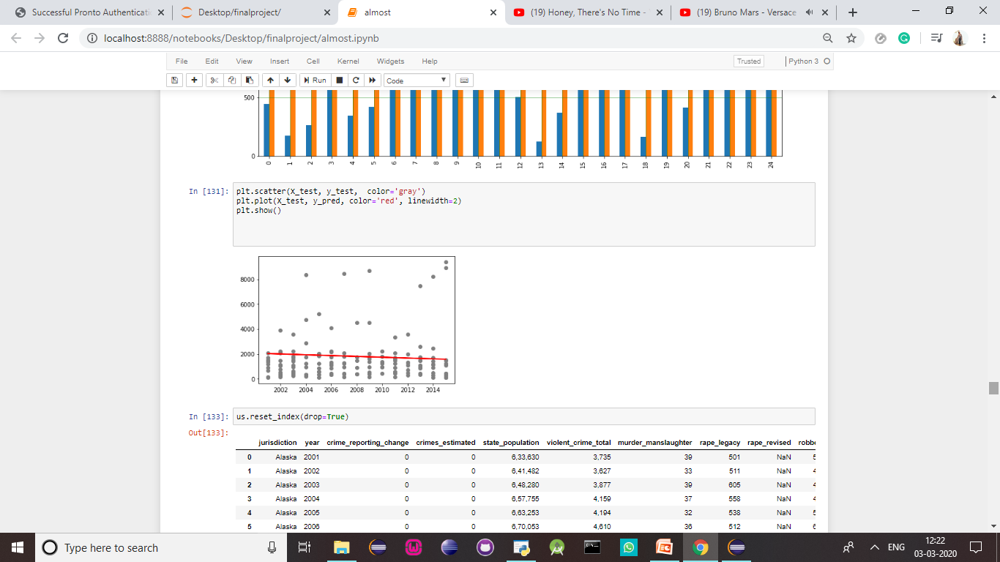 Successful Pronto Authenticati
Desktop/finalproject/
almost
(19) Honey, There's No Time -
(19) Bruno Mars - Versace
localhost:8888/notebooks/Desktop/finalproject/almost.ipynb
File Edit View Insert Cell Kernel Widgets Help
Trusted
Python 3
Run
Code
500
0
0 1 2 3 4 5 6 7 8 9 10 11 12 13 14 15 16 17 18 19 20 21 22 23 24
In [131]:
plt.scatter(X_test, y_test,  color='gray')
plt.plot(X_test, y_pred, color='red', linewidth=2)
plt.show()
8000
6000
4000
2000
0
2002 2004 2006 2008 2010 2012 2014
In [133]:
us.reset_index(drop=True)
Out[133]:
jurisdiction year crime_reporting_change crimes_estimated state_population violent_crime_total murder_manslaughter rape_legacy rape_revised robbe
0 Alaska 2001 0 0 6,33,630 3,735 39 501 NaN
1 Alaska 2002 0 0 6,41,482 3,627 33 511 NaN
2 Alaska 2003 0 0 6,48,280 3,877 39 605 NaN
3 Alaska 2004 0 0 6,57,755 4,159 37 558 NaN
4 Alaska 2005 0 0 6,63,253 4,194 32 538 NaN
5 Alaska 2006 0 0 6,70,053 4,610 36 512 NaN
Type here to search
ENG
12:22
03-03-2020